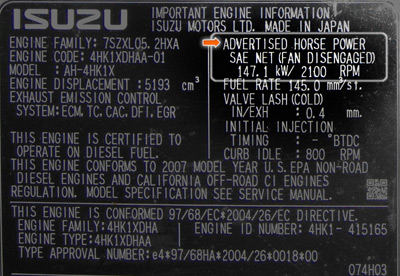 ISUZU
IMPORTANT ENGINE INFORMATION
ISUZU MOTORS LTD. MADE IN JAPAN
ENGINE FAMILY: 7SZXL05.2HXA
ENGINE CODE: 4HK1XDHAA-01
MODEL: AH-4HK1X
ENGINE DISPLACEMENT: 5193 cm³
EXHAUST EMISSION CONTROL
SYSTEM: ECM, TC, CAC, DFI, EGR
ADVERTISED HORSE POWER
SAE NET (FAN DISENGAGED)
147.1 kW/ 2100 RPM
FUEL RATE 145.0 mm³/st.
VALVE LASH (COLD)
IN/EXH : 0.4 mm.
INITIAL INJECTION
TIMING : - °BTDC
CURB IDLE : 800 RPM
THIS ENGINE IS CERTIFIED TO
OPERATE ON DIESEL FUEL.
THIS ENGINE CONFORMS TO 2007 MODEL YEAR U.S. EPA NON-ROAD
DIESEL ENGINES AND CALIFORNIA OFF-ROAD CI ENGINES
REGULATION. MODEL SPECIFICATION SEE SERVICE MANUAL.
THIS ENGINE IS CONFORMED TO 97/68/EC*2004/26/EC DIRECTIVE.
ENGINE FAMILY: 4HK1XDHA
ENGINE ID NUMBER: 4HK1- 415165
ENGINE TYPE: 4HK1XDHAA
TYPE APPROVAL NUMBER: e4*97/68HA*2004/26*0018*00
074H03